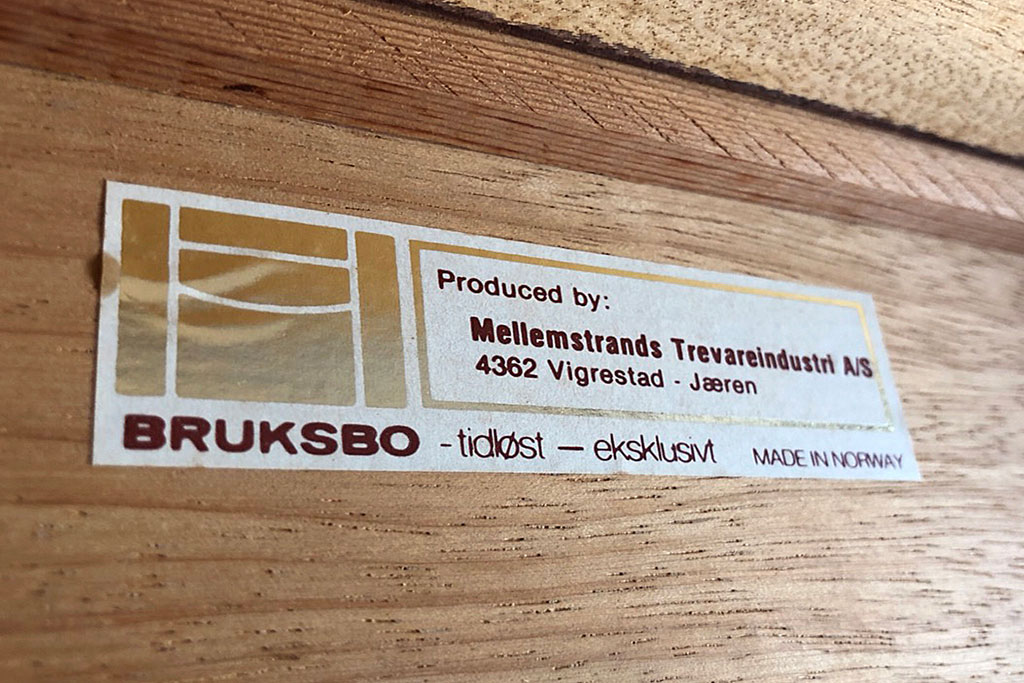 Produced by:
Mellemstrands Trevareindustri A/S
4362 Vigrestad - Jæren
BRUKSBO - tidløst — eksklusivt MADE IN NORWAY